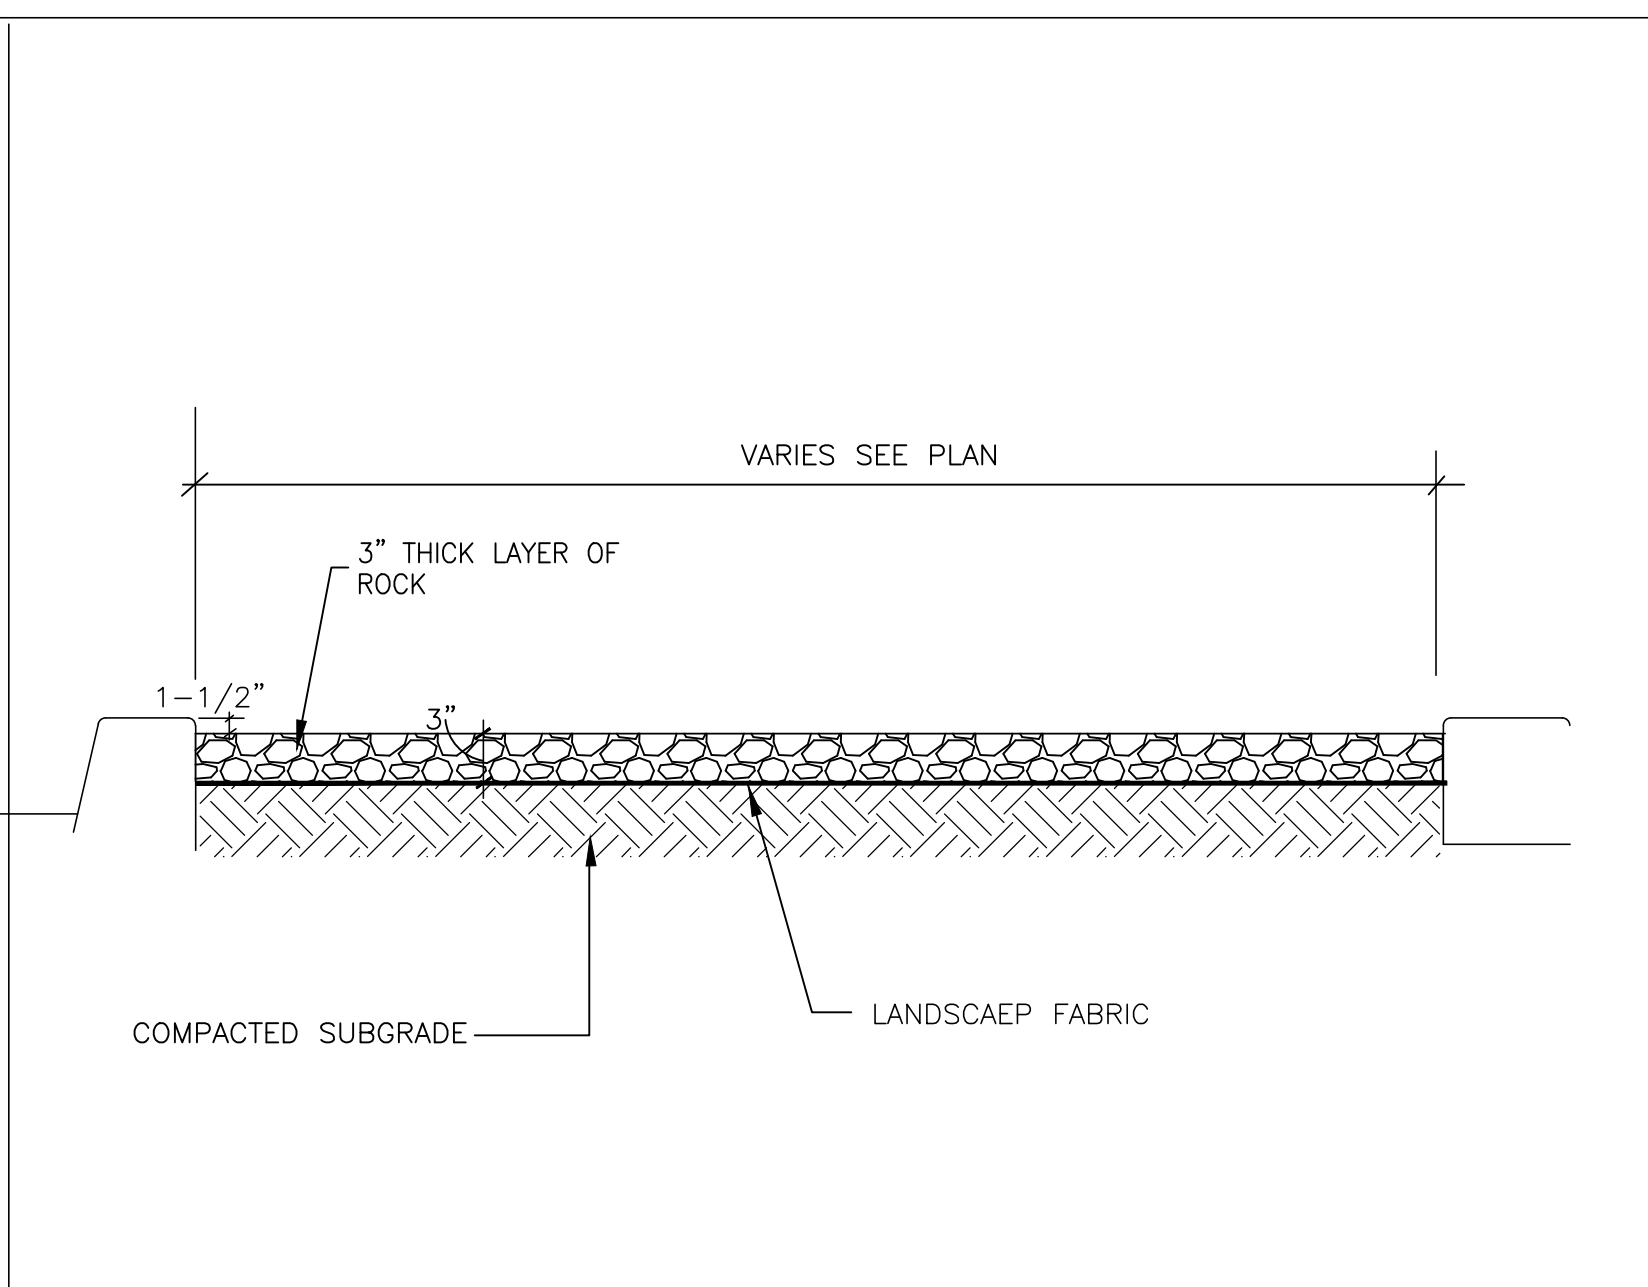 VARIES SEE PLAN
3” THICK LAYER OF
ROCK
1-1/2”
3”
LANDSCAEP FABRIC
COMPACTED SUBGRADE